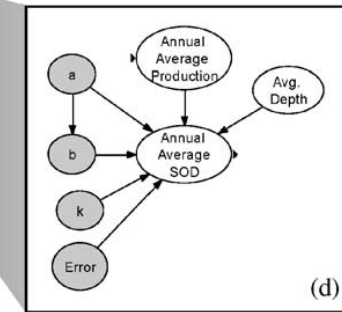 Annual
Average
Production
a
Avg.
Depth
b
Annual
Average
SOD
k
Error
(d)